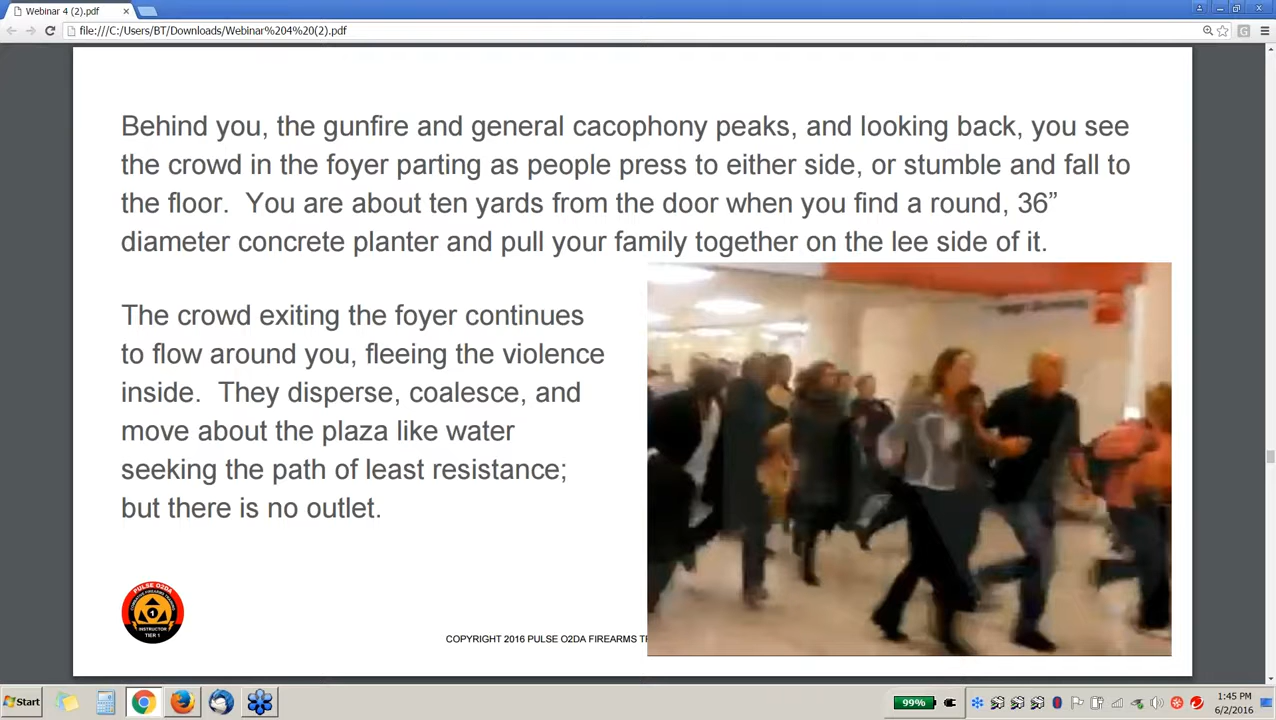 Webinar 4 (2).pdf
file:///C:/Users/BT/Downloads/Webinar%204%20(2).pdf
Behind you, the gunfire and general cacophony peaks, and looking back, you see
the crowd in the foyer parting as people press to either side, or stumble and fall to
the floor.  You are about ten yards from the door when you find a round, 36”
diameter concrete planter and pull your family together on the lee side of it.
The crowd exiting the foyer continues
to flow around you, fleeing the violence
inside.  They disperse, coalesce, and
move about the plaza like water
seeking the path of least resistance;
but there is no outlet.
PULSE O2DA
1
INSTRUCTOR
TIER 1
COPYRIGHT 2016 PULSE O2DA FIREARMS
Start
99%
1:45 PM
6/2/2016